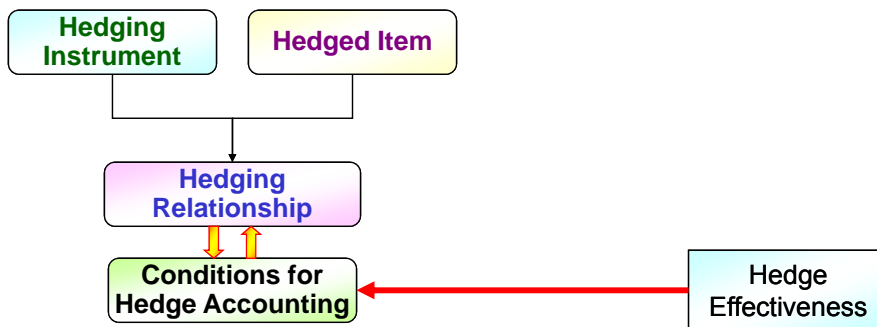 Hedging
Instrument
Hedged Item
Hedging
Relationship
Conditions for
Hedge Accounting
Hedge
Effectiveness